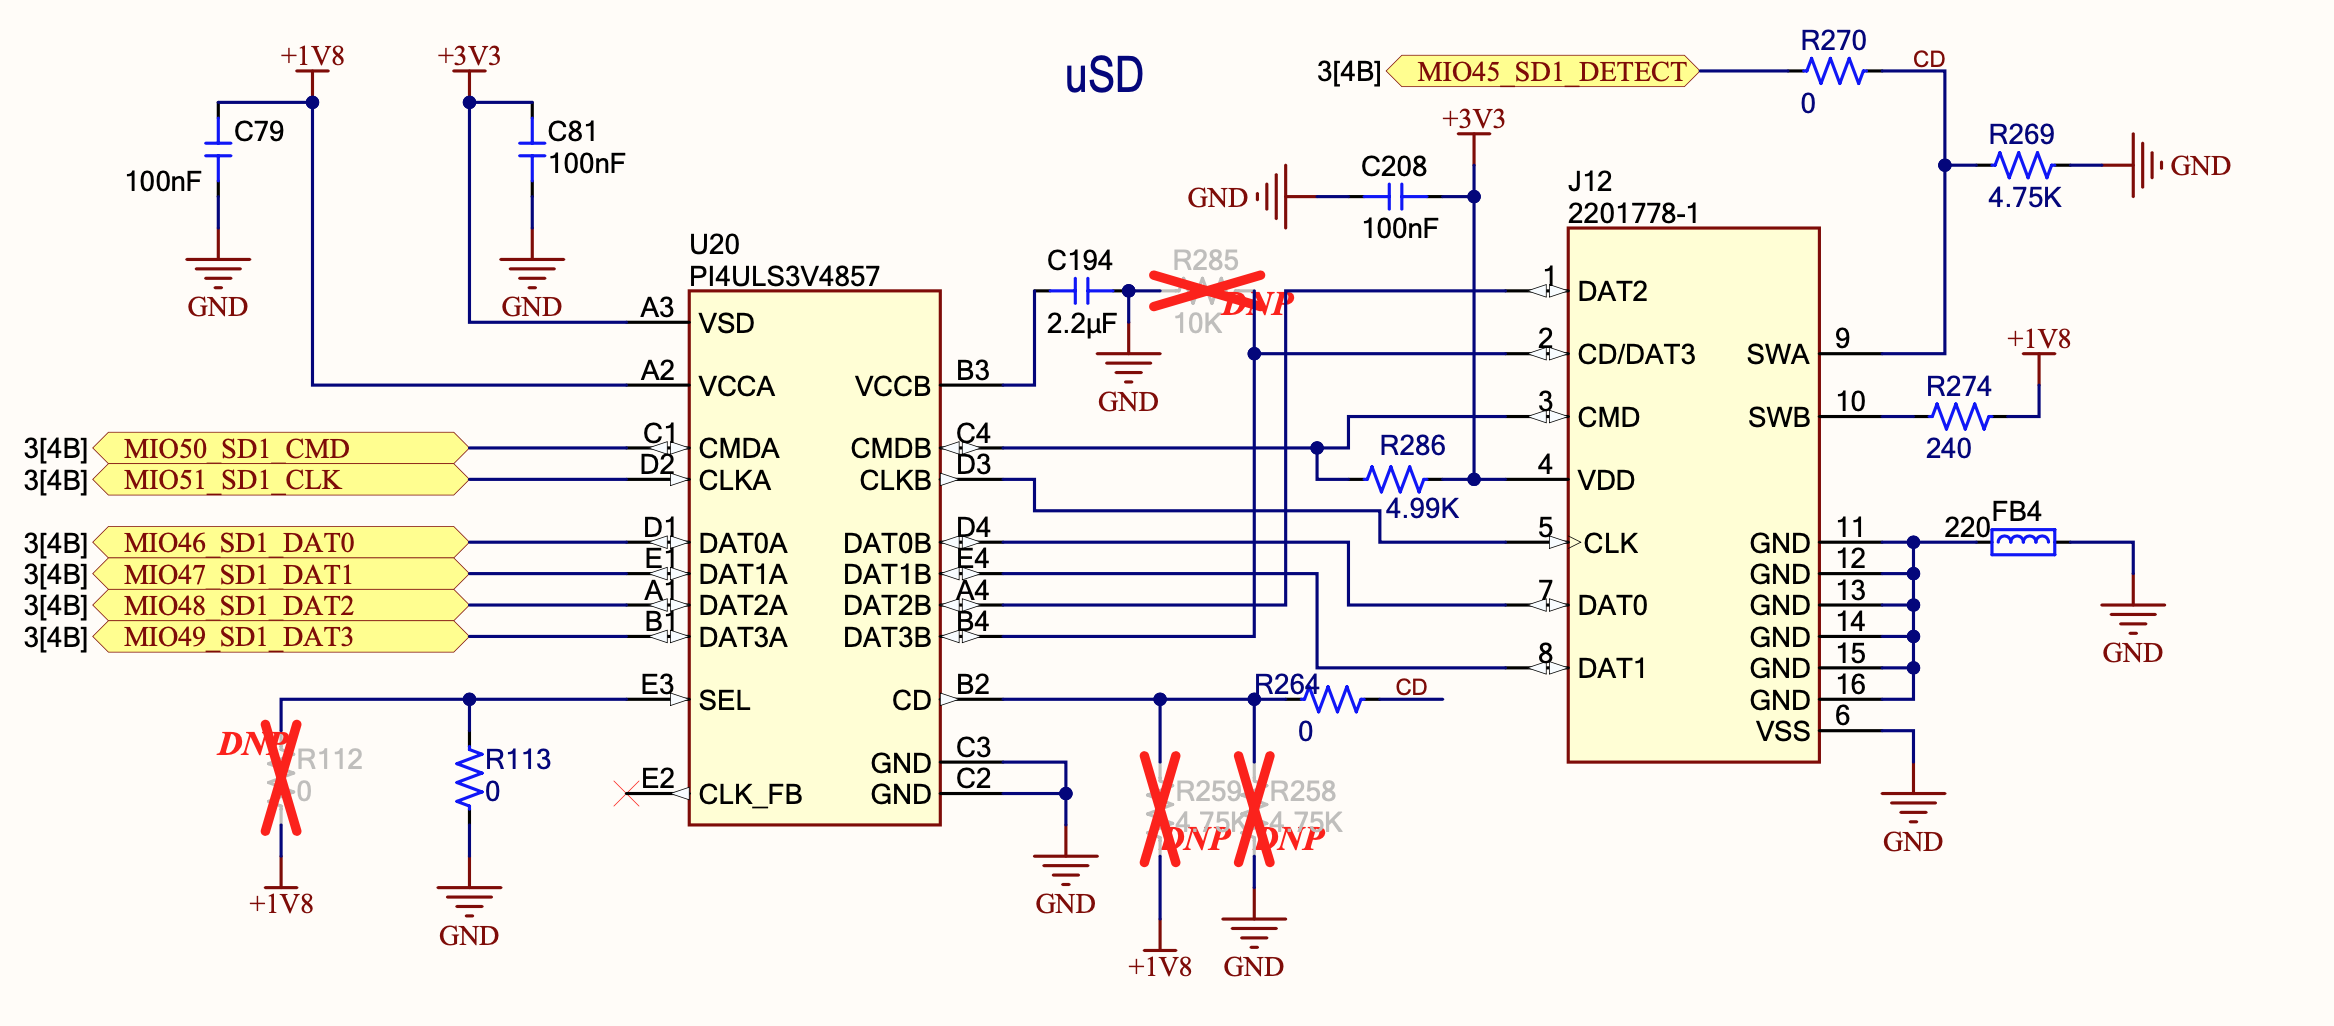 uSD
+1V8
+3V3
C79
100nF
GND
C81
100nF
GND
3[4B] MIO45_SD1_DETECT
R270
0
CD
+3V3
C208
100nF
GND
R269
4.75K
GND
U20
PI4ULS3V4857
A3 VSD
A2 VCCA
C1 CMDA
D2 CLKA
D1 DAT0A
E1 DAT1A
A1 DAT2A
B1 DAT3A
E3 SEL
E2 CLK_FB
VCCB B3
CMDB C4
CLKB D3
DAT0B D4
DAT1B E4
DAT2B A4
DAT3B B4
CD B2
GND C3
GND C2
3[4B] MIO50_SD1_CMD
3[4B] MIO51_SD1_CLK
3[4B] MIO46_SD1_DAT0
3[4B] MIO47_SD1_DAT1
3[4B] MIO48_SD1_DAT2
3[4B] MIO49_SD1_DAT3
DNP
R112
0
+1V8
R113
0
GND
C194
2.2µF
GND
R285
10K
DNP
R286
4.99K
R264
0
CD
GND
R259
4.75K
DNP
+1V8
R258
4.75K
DNP
GND
J12
2201778-1
1 DAT2
2 CD/DAT3
3 CMD
4 VDD
5 CLK
7 DAT0
8 DAT1
SWA 9
SWB 10
GND 11
GND 12
GND 13
GND 14
GND 15
GND 16
VSS 6
+1V8
R274
240
FB4
220
GND
GND